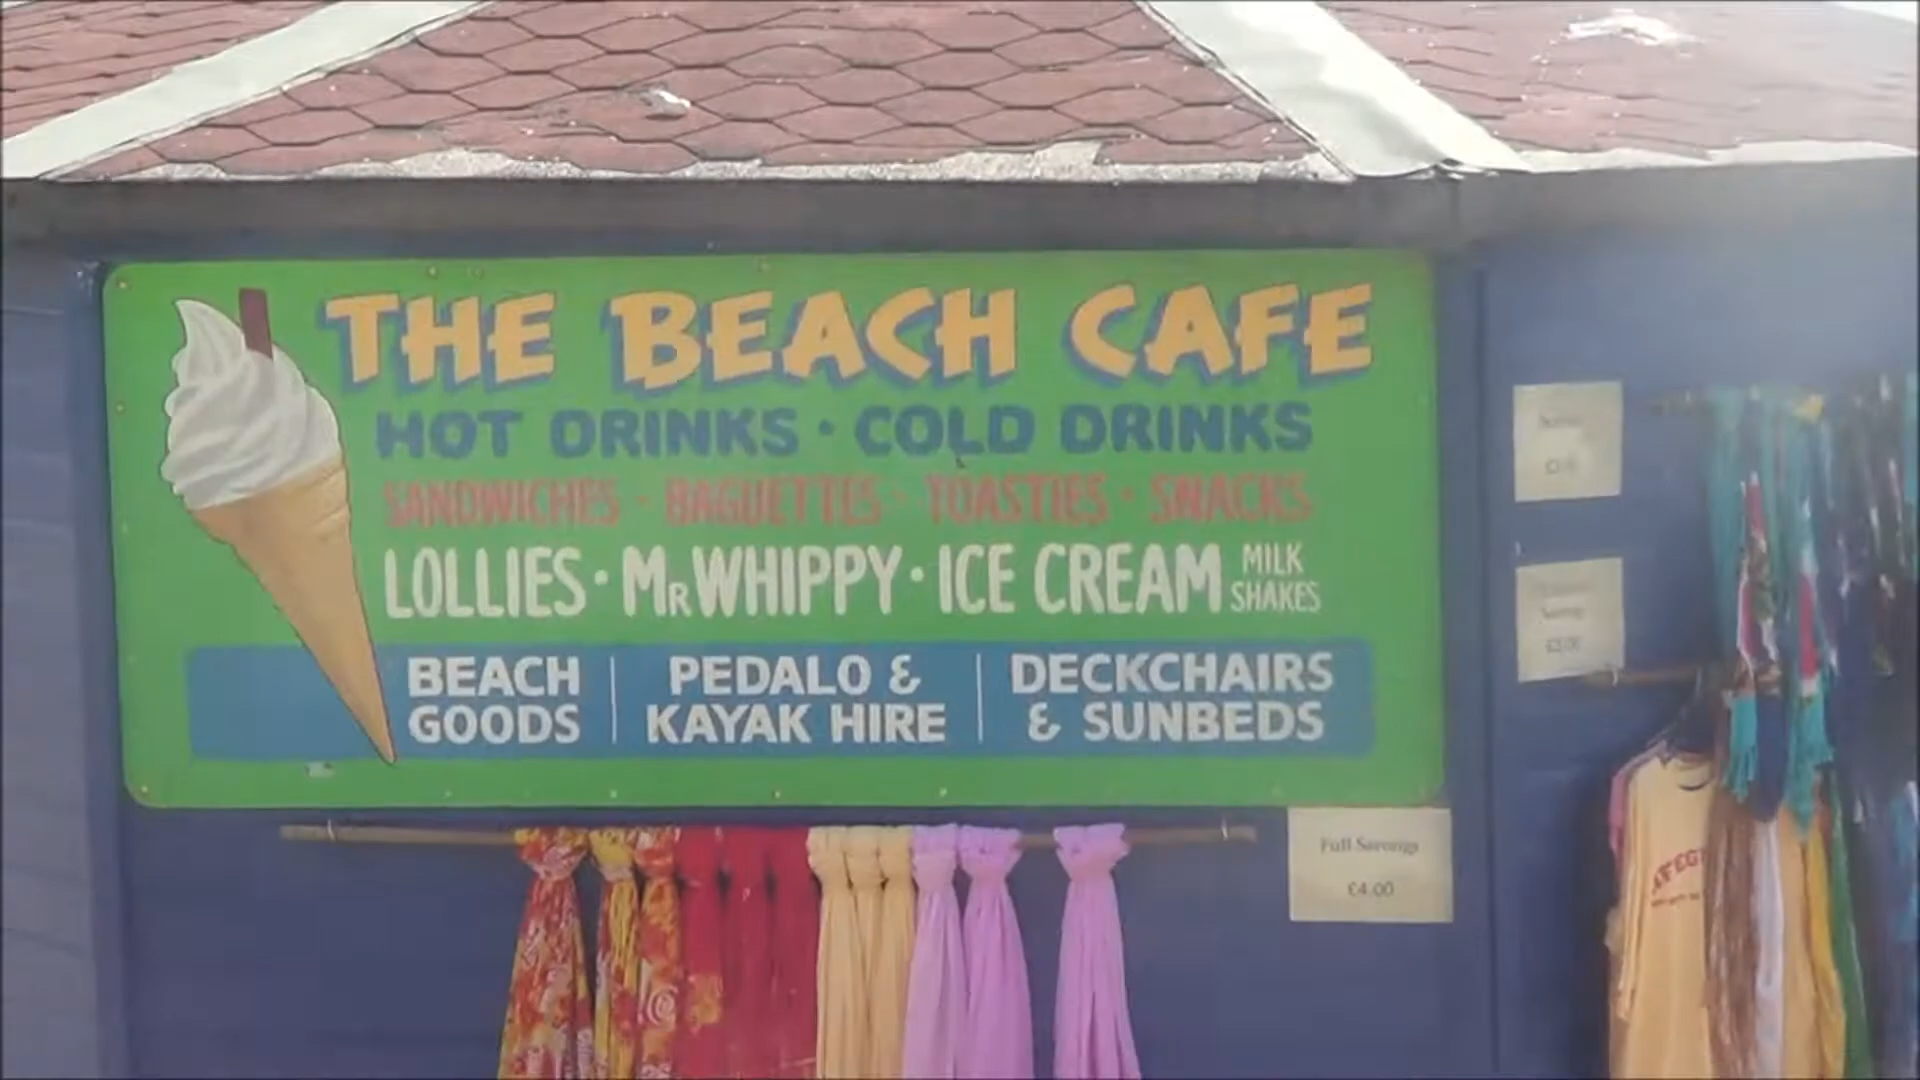 THE BEACH CAFE
HOT DRINKS · COLD DRINKS
SANDWICHES · BAGUETTES · TOASTIES · SNACKS
LOLLIES · MR WHIPPY · ICE CREAM MILK SHAKES
BEACH GOODS
PEDALO & KAYAK HIRE
DECKCHAIRS & SUNBEDS
Full Sarongs
£4.00